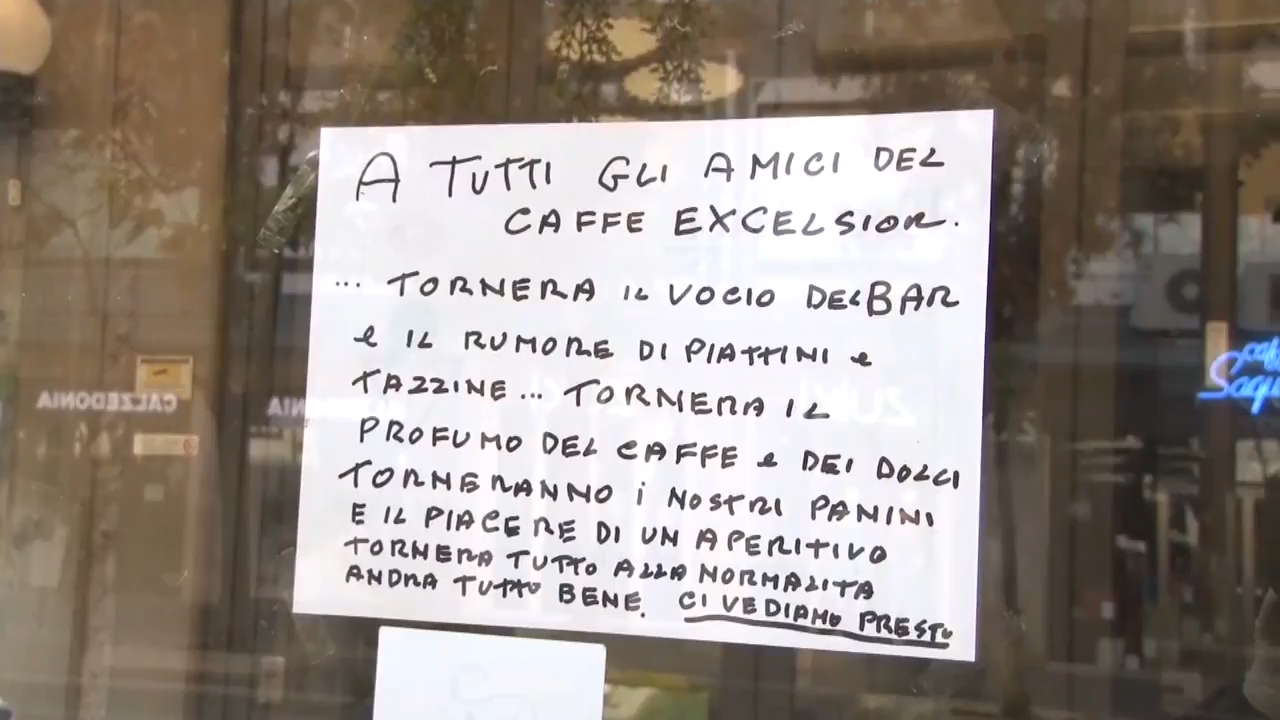 A TUTTI GLI AMICI DEL
CAFFE EXCELSIOR.
... TORNERA IL VOCIO DEL BAR
e IL RUMORE DI PIATTINI e
TAZZINE... TORNERA IL
PROFUMO DEL CAFFE e DEI DOLCI
TORNERANNO i NOSTRI PANINI
E IL PIACERE DI UN APERITIVO
TORNERA TUTTO ALLA NORMALITA
ANDRA TUTTO BENE. CI VEDIAMO PRESTO
CALZEDONIA